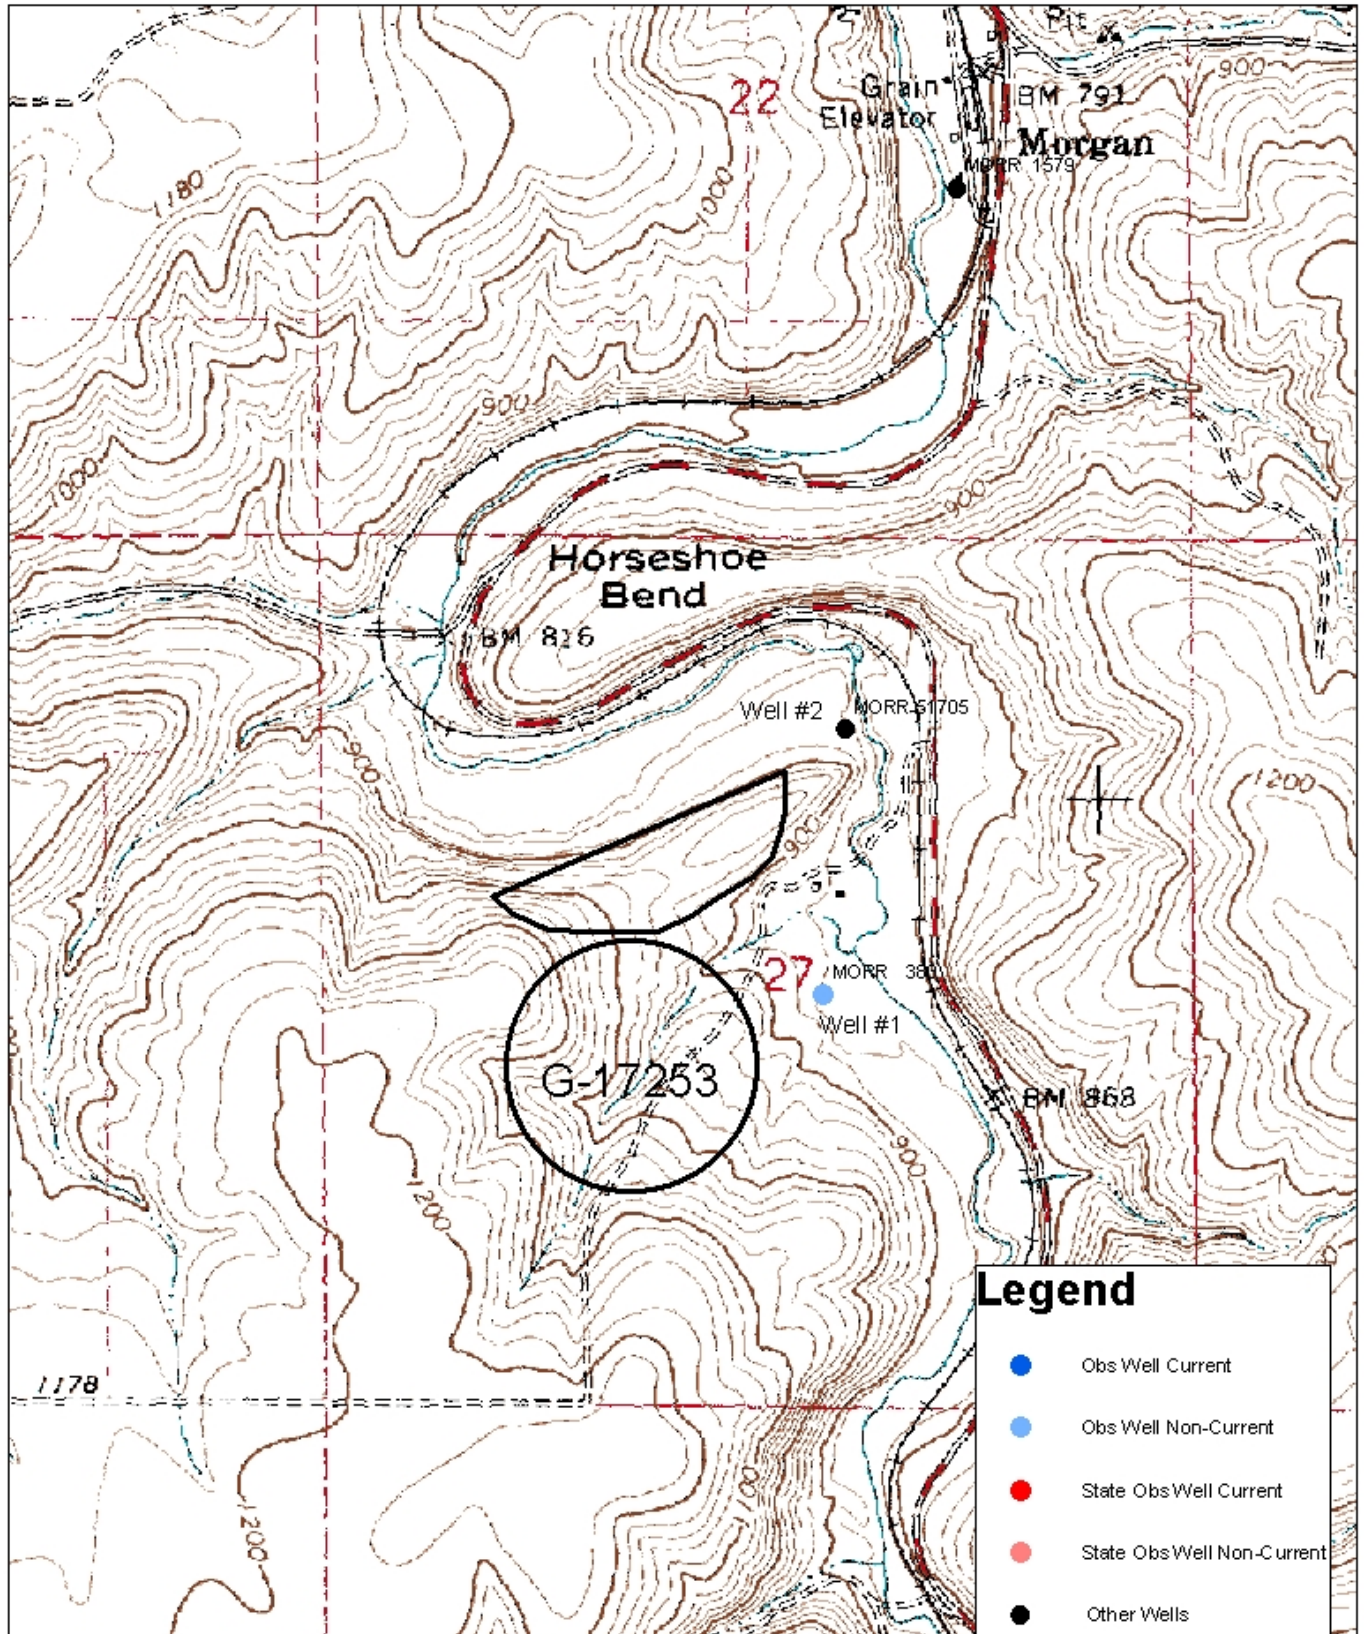 Pit
900
22
Grain
Elevator
BM 791
Morgan
MORR 1579
1180
1000
900
1000
900
Horseshoe
Bend
BM 816
Well #2
MORR 51705
900
1200
900
27
MORR
Well #1
G-17253
BM 868
900
1200
1178
1200
Legend
Obs Well Current
Obs Well Non-Current
State Obs Well Current
State Obs Well Non-Current
Other Wells